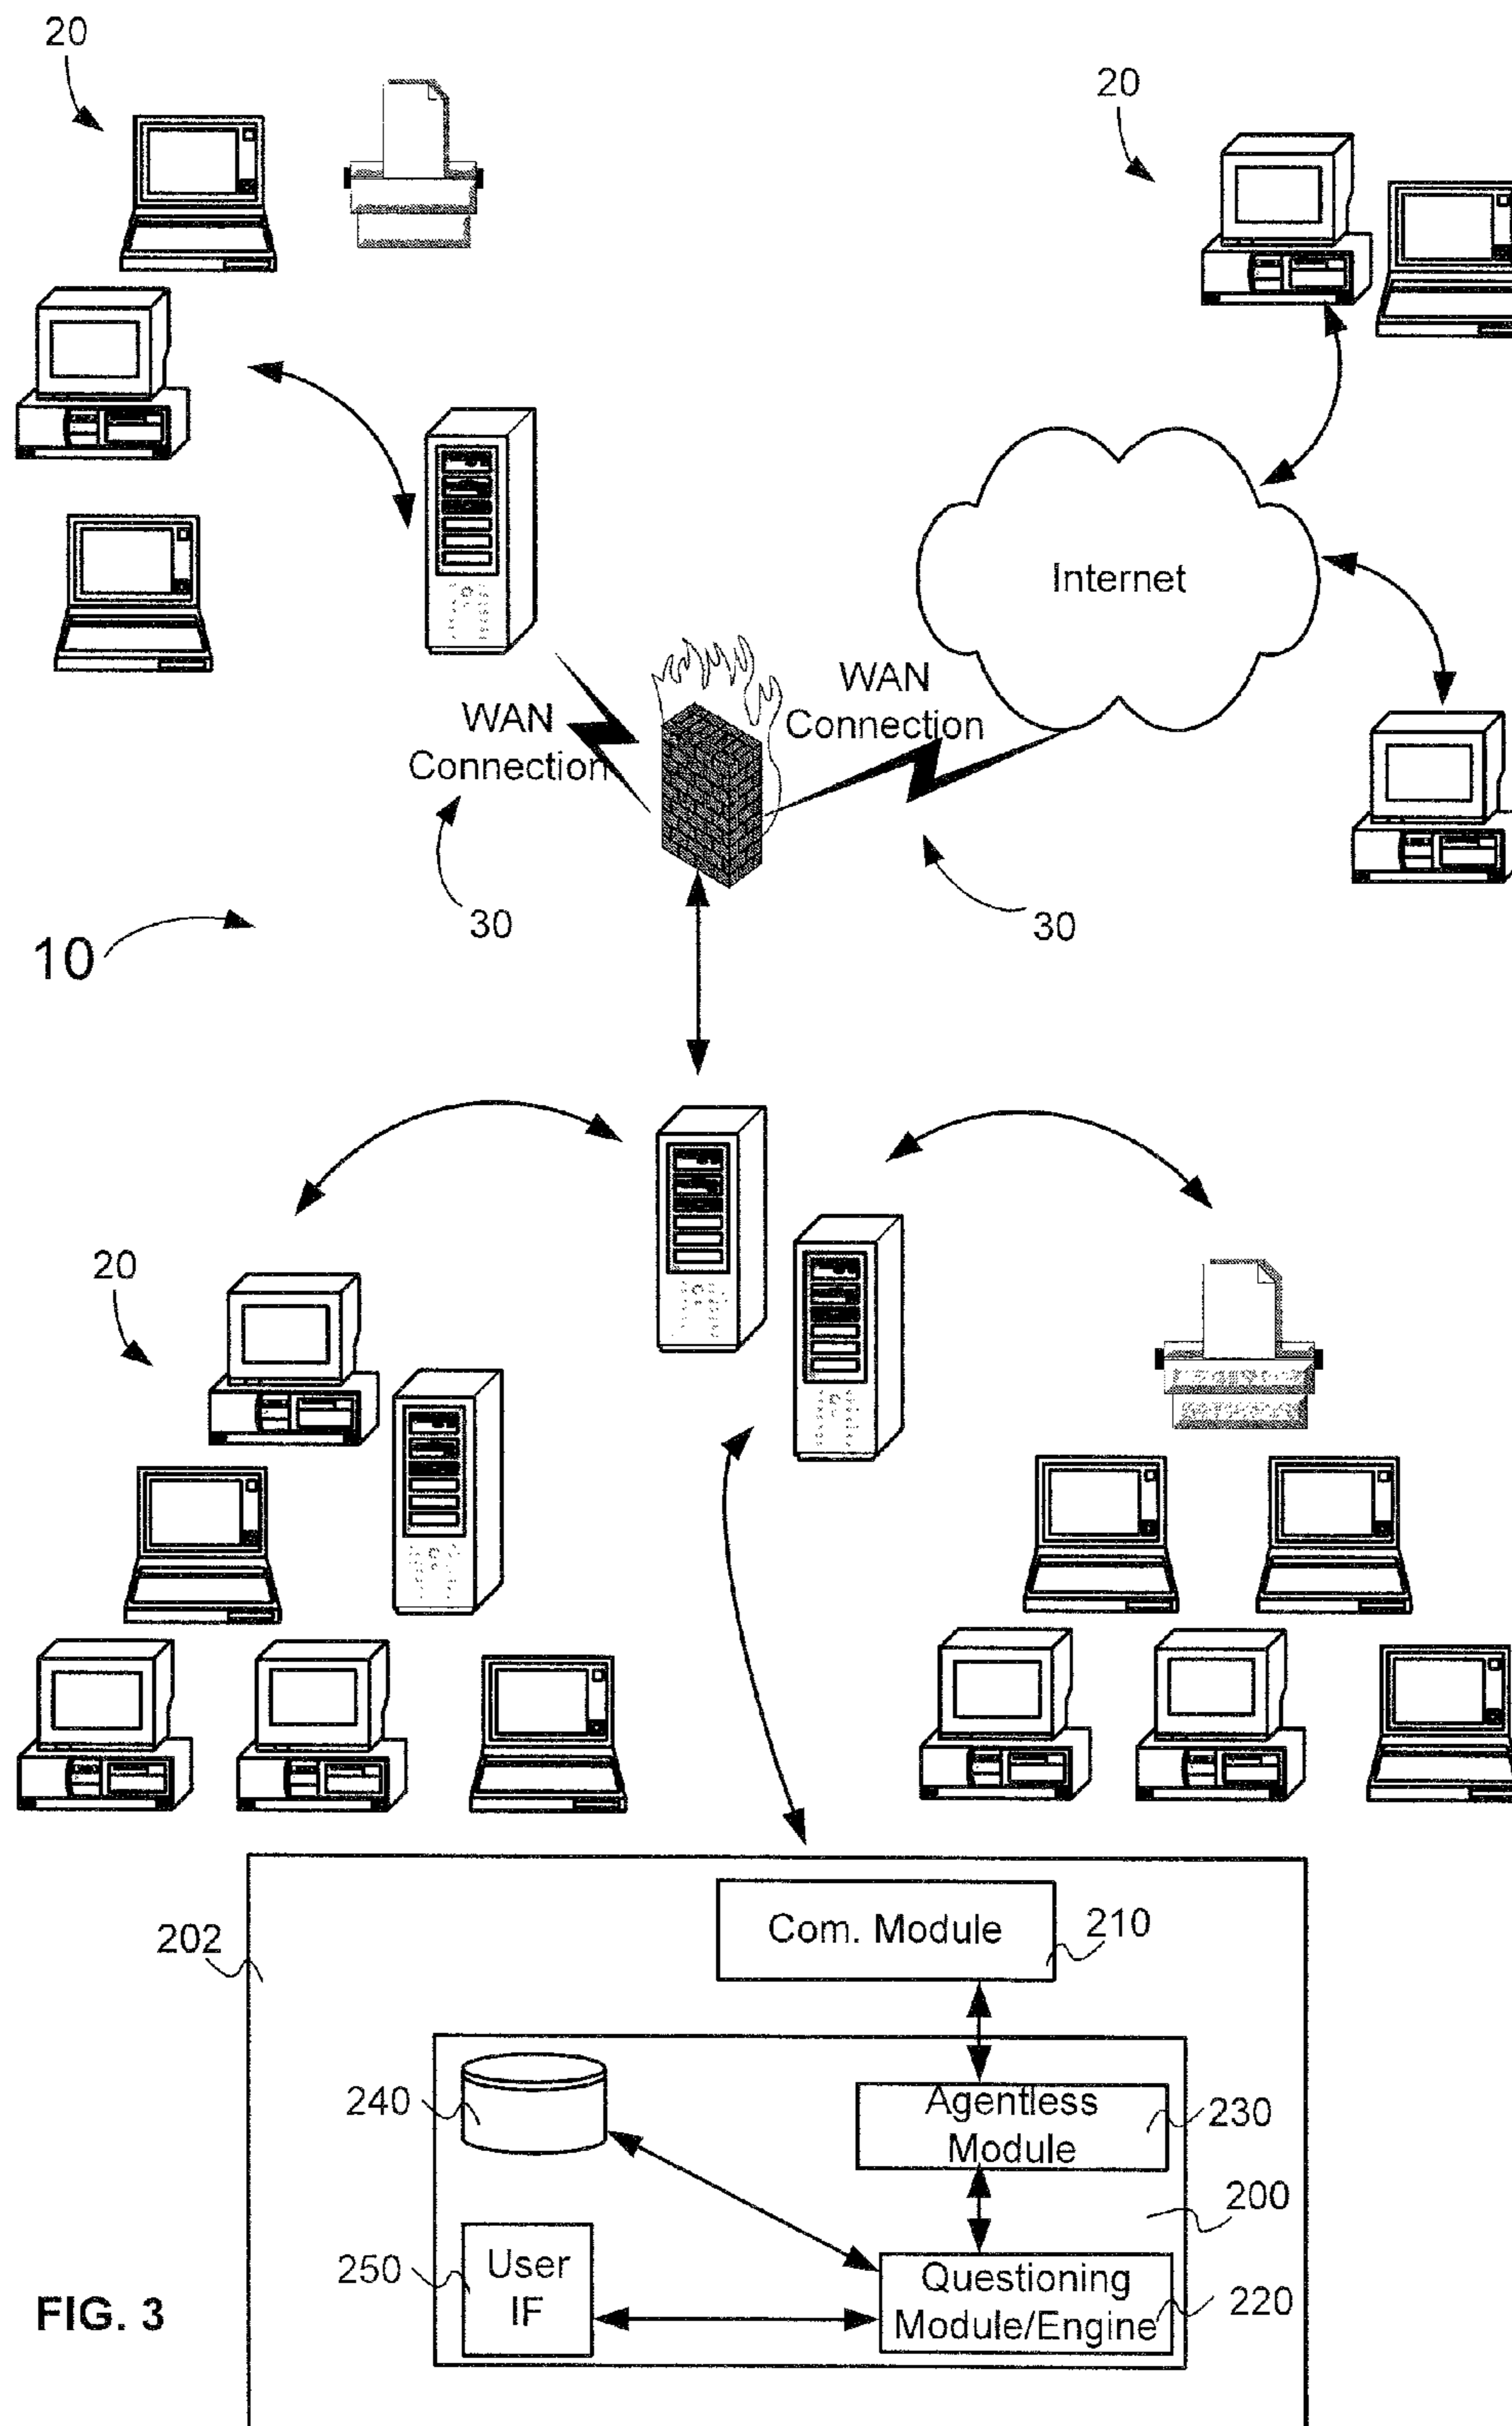 20
20
Internet
WAN
Connection
WAN
Connection
30
30
10
20
Com. Module
210
202
240
Agentless
Module
230
200
250
User
IF
Questioning
Module/Engine
220
FIG. 3